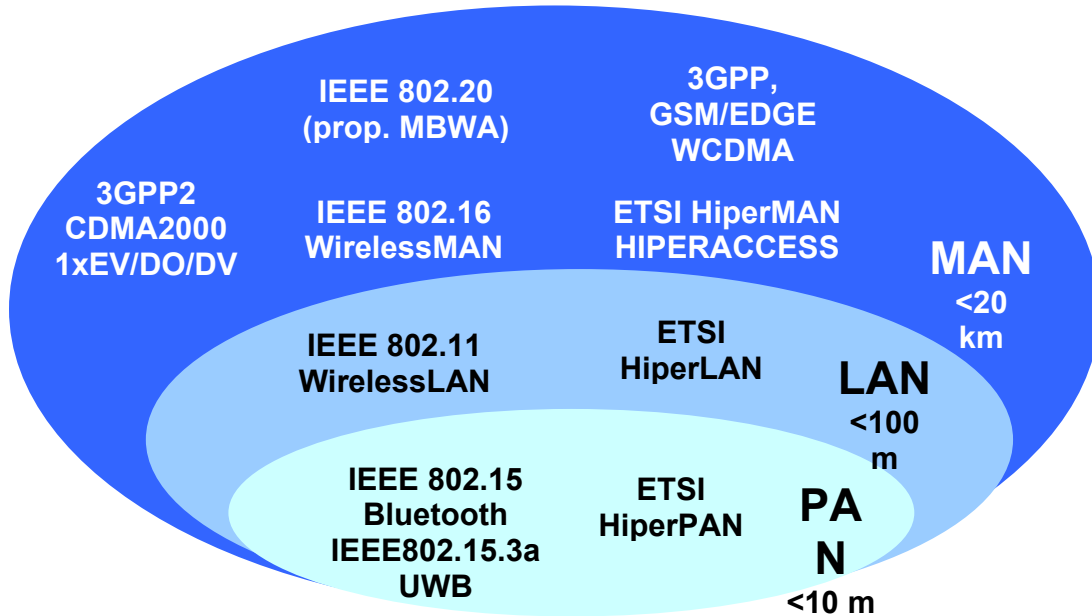 IEEE 802.20
(prop. MBWA)
3GPP,
GSM/EDGE
WCDMA
3GPP2
CDMA2000
1xEV/DO/DV
IEEE 802.16
WirelessMAN
ETSI HiperMAN
HIPERACCESS
MAN
<20
km
IEEE 802.11
WirelessLAN
ETSI
HiperLAN
LAN
<100
m
IEEE 802.15
Bluetooth
IEEE802.15.3a
UWB
ETSI
HiperPAN
PA
N
<10 m